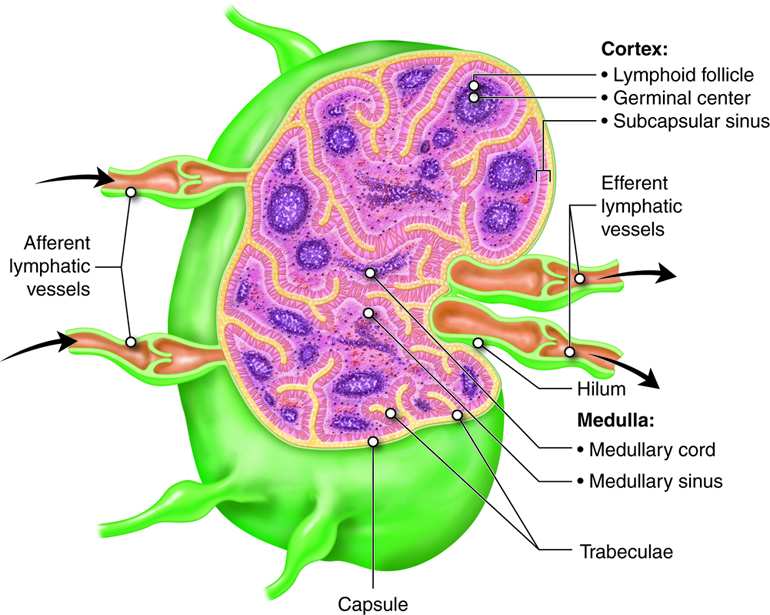 Cortex:
• Lymphoid follicle
• Germinal center
• Subcapsular sinus
Efferent
lymphatic
vessels
Afferent
lymphatic
vessels
Hilum
Medulla:
• Medullary cord
• Medullary sinus
Trabeculae
Capsule